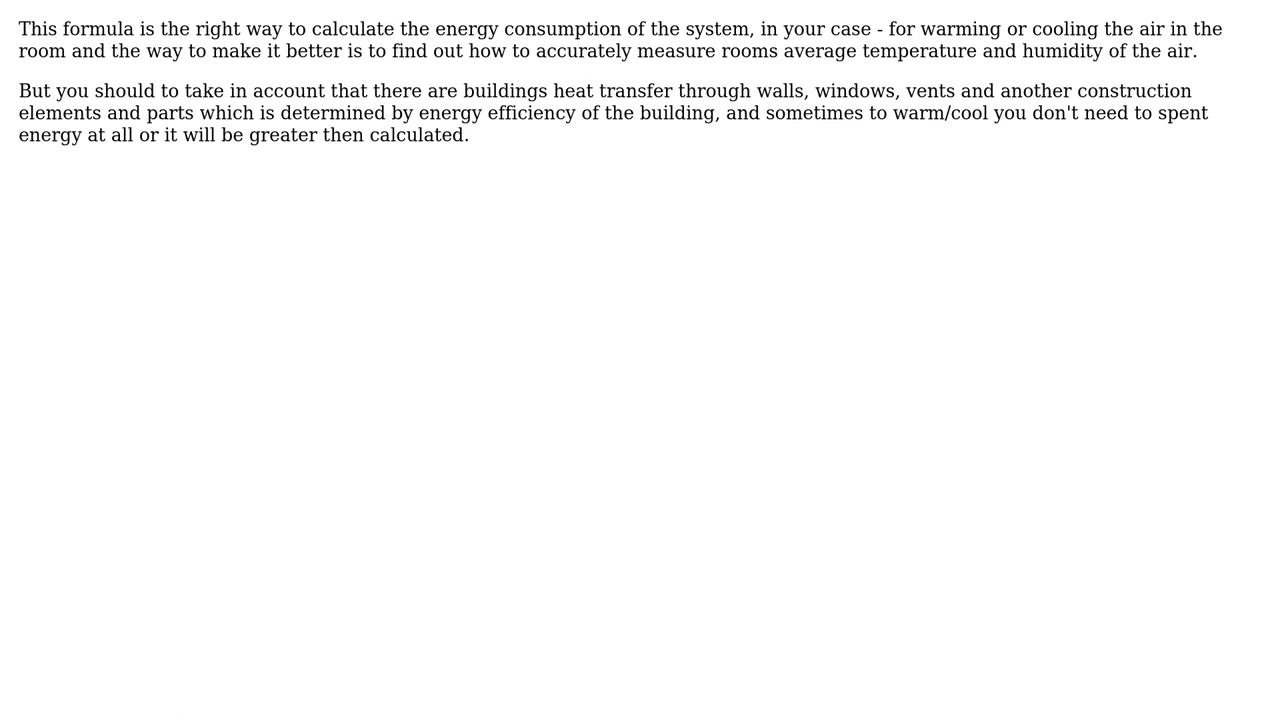 This formula is the right way to calculate the energy consumption of the system, in your case - for warming or cooling the air in the
room and the way to make it better is to find out how to accurately measure rooms average temperature and humidity of the air.
But you should to take in account that there are buildings heat transfer through walls, windows, vents and another construction
elements and parts which is determined by energy efficiency of the building, and sometimes to warm/cool you don't need to spent
energy at all or it will be greater then calculated.